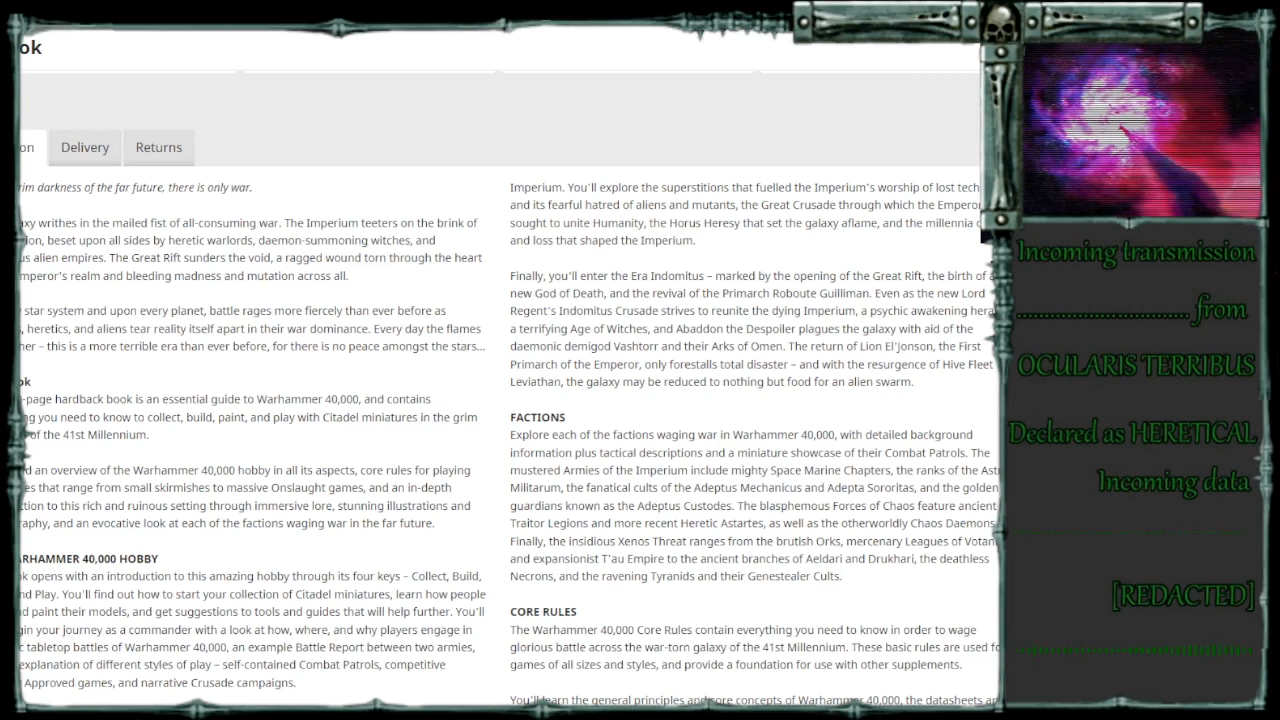 ok
on
Delivery
Returns
rim darkness of the far future, there is only war.
axy writhes in the mailed fist of all-consuming war. The Imperium teeters on the brink of
ion, beset upon all sides by heretic warlords, daemon-summoning witches, and
us alien empires. The Great Rift sunders the void, a ragged wound torn through the heart
mperor's realm and bleeding madness and mutation across all.
star system and upon every planet, battle rages more fiercely than ever before as
, heretics, and aliens tear reality itself apart in their war dominance. Every day the flames
her – this is a more terrible era than ever before, for there is no peace amongst the stars…
ok
-page hardback book is an essential guide to Warhammer 40,000, and contains
ng you need to know to collect, build, paint, and play with Citadel miniatures in the grim
of the 41st Millennium.
d an overview of the Warhammer 40,000 hobby in all its aspects, core rules for playing
es that range from small skirmishes to massive Onslaught games, and an in-depth
ction to this rich and ruinous setting through immersive lore, stunning illustrations and
raphy, and an evocative look at each of the factions waging war in the far future.
ARHAMMER 40,000 HOBBY
k opens with an introduction to this amazing hobby through its four keys – Collect, Build,
nd Play. You'll find out how to start your collection of Citadel miniatures, learn how people
d paint their models, and get suggestions to tools and guides that will help further. You'll
gin your journey as a commander with a look at how, where, and why players engage in
c tabletop battles of Warhammer 40,000, an example Battle Report between two armies,
explanation of different styles of play – self-contained Combat Patrols, competitive
Approved games, and narrative Crusade campaigns.
Imperium. You'll explore the superstitions that fuelled the Imperium's worship of lost tech
and its fearful hatred of aliens and mutants, the Great Crusade through which the Emperor
sought to unite Humanity, the Horus Heresy that set the galaxy aflame, and the millennia o
and loss that shaped the Imperium.
Finally, you'll enter the Era Indomitus – marked by the opening of the Great Rift, the birth of a
new God of Death, and the revival of the Primarch Roboute Guilliman. Even as the new Lord
Regent's Indomitus Crusade strives to reunite the dying Imperium, a psychic awakening hera
a terrifying Age of Witches, and Abaddon the Despoiler plagues the galaxy with aid of the
daemonic demigod Vashtorr and their Arks of Omen. The return of Lion El'Jonson, the First
Primarch of the Emperor, only forestalls total disaster – and with the resurgence of Hive Fleet
Leviathan, the galaxy may be reduced to nothing but food for an alien swarm.
FACTIONS
Explore each of the factions waging war in Warhammer 40,000, with detailed background
information plus tactical descriptions and a miniature showcase of their Combat Patrols. The
mustered Armies of the Imperium include mighty Space Marine Chapters, the ranks of the Astr
Militarum, the fanatical cults of the Adeptus Mechanicus and Adepta Sororitas, and the golden
guardians known as the Adeptus Custodes. The blasphemous Forces of Chaos feature ancient
Traitor Legions and more recent Heretic Astartes, as well as the otherworldly Chaos Daemons
Finally, the insidious Xenos Threat ranges from the brutish Orks, mercenary Leagues of Votann
and expansionist T'au Empire to the ancient branches of Aeldari and Drukhari, the deathless
Necrons, and the ravening Tyranids and their Genestealer Cults.
CORE RULES
The Warhammer 40,000 Core Rules contain everything you need to know in order to wage
glorious battle across the war-torn galaxy of the 41st Millennium. These basic rules are used fo
games of all sizes and styles, and provide a foundation for use with other supplements.
You'll learn the general principles and core concepts of Warhammer 40,000, the datasheets an
Incoming transmission
.................................. from
OCULARIS TERRIBUS
Declared as HERETICAL
Incoming data
[REDACTED]